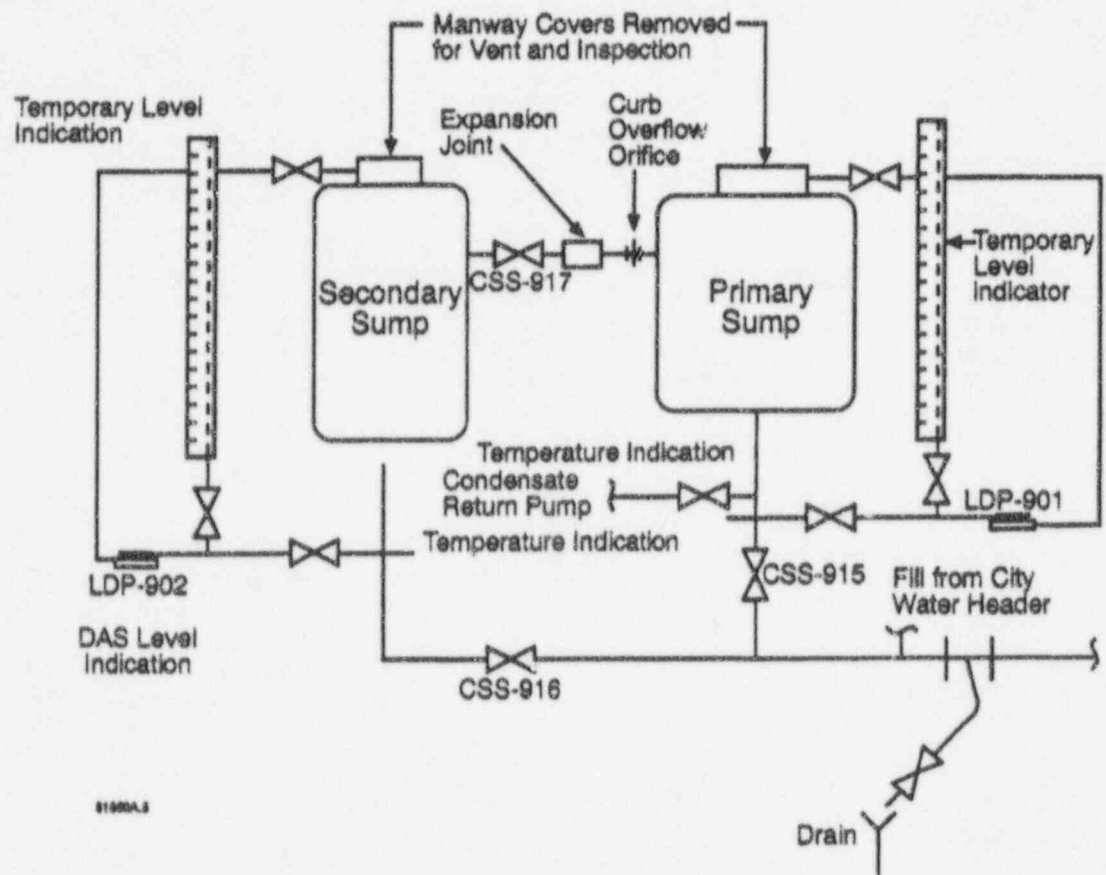 Manway Covers Removed
for Vent and Inspection
Temporary Level
Indication
Expansion
Joint
Curb
Overflow
Orifice
CSS-917
Secondary
Sump
Primary
Sump
Temporary
Level
Indicator
Temperature Indication
Condensate
Return Pump
LDP-901
Temperature Indication
LDP-902
CSS-915
Fill from City
Water Header
DAS Level
Indication
CSS-916
Drain